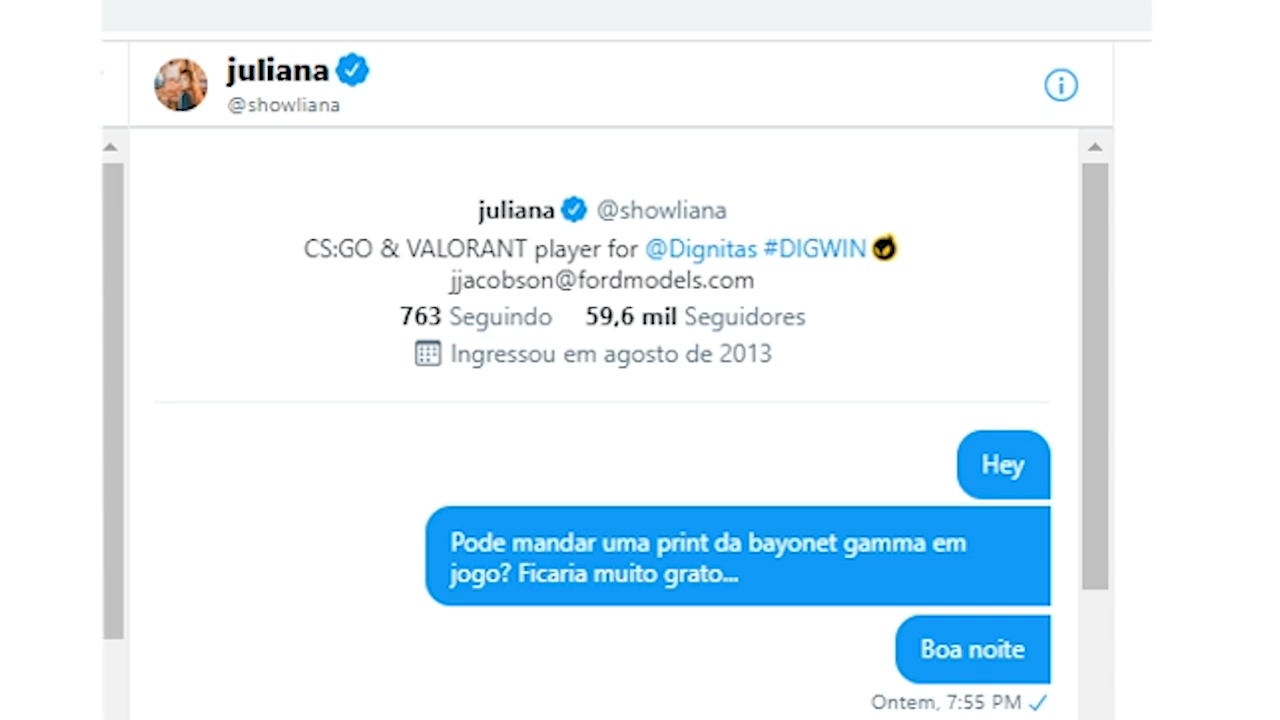 juliana
@showliana
juliana @showliana
CS:GO & VALORANT player for @Dignitas #DIGWIN
jjacobson@fordmodels.com
763 Seguindo 59,6 mil Seguidores
Ingressou em agosto de 2013
Hey
Pode mandar uma print da bayonet gamma em
jogo? Ficaria muito grato...
Boa noite
Ontem, 7:55 PM